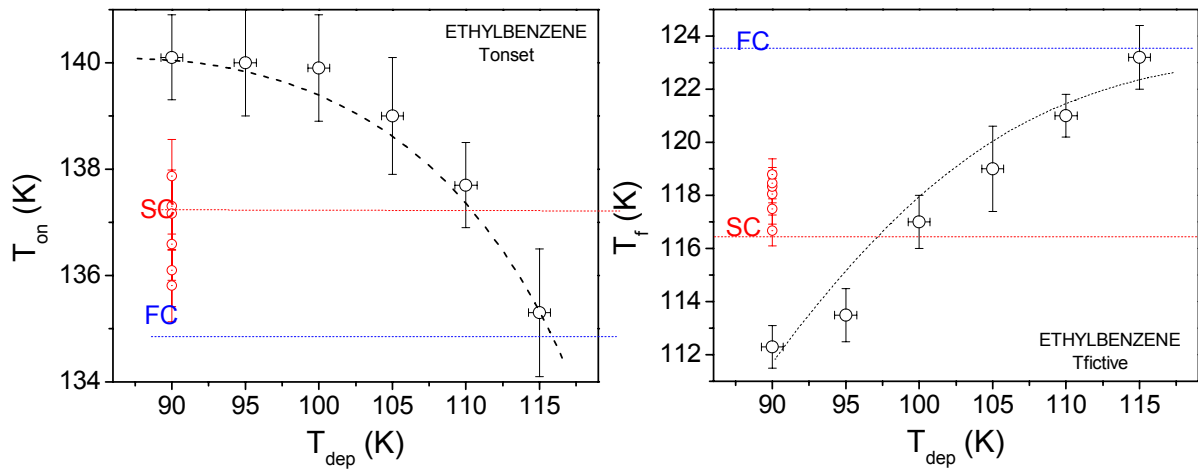 ETHYLBENZENE
Tonset
140
138
136
134
T_on (K)
SC
FC
90 95 100 105 110 115
T_dep (K)
124
122
120
118
116
114
112
T_f (K)
FC
SC
ETHYLBENZENE
Tfictive
90 95 100 105 110 115
T_dep (K)